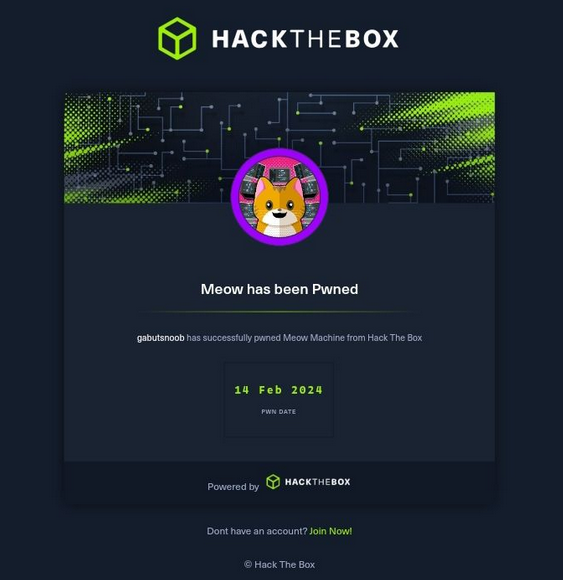 HACKTHEBOX
Meow has been Pwned
gabutsnoob has successfully pwned Meow Machine from Hack The Box
14 Feb 2024
PWN DATE
Powered by HACKTHEBOX
Dont have an account? Join Now!
© Hack The Box